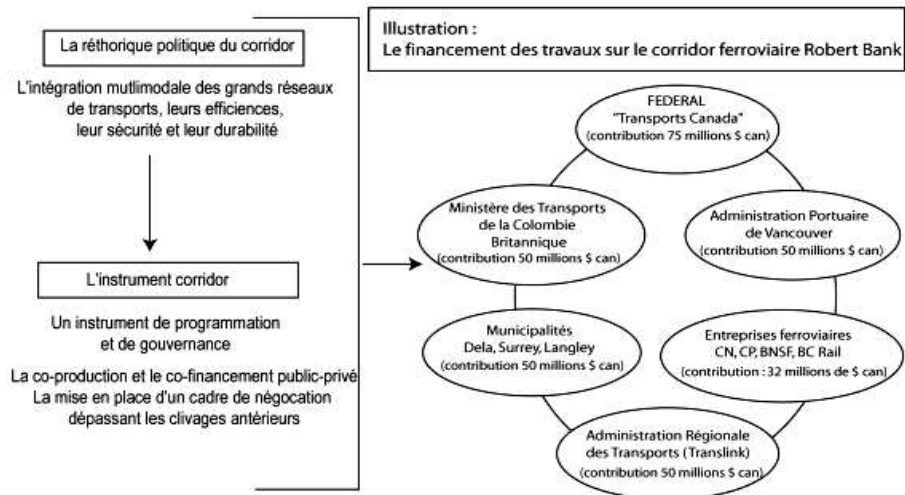 La réthorique politique du corridor
L'intégration mutlimodale des grands réseaux
de transports, leurs efficiences,
leur sécurité et leur durabilité
L'instrument corridor
Un instrument de programmation
et de gouvernance
La co-production et le co-financement public-privé
La mise en place d'un cadre de négocation
dépassant les clivages antérieurs
Illustration :
Le financement des travaux sur le corridor ferroviaire Robert Bank
FEDERAL
"Transports Canada"
(contribution 75 millions $ can)
Ministère des Transports
de la Colombie
Britannique
(contribution 50 millions $ can)
Administration Portuaire
de Vancouver
(contribution 50 millions $ can)
Municipalités
Dela, Surrey, Langley
(contribution 50 millions $ can)
Entreprises ferroviaires
CN, CP, BNSF, BC Rail
(contribution : 32 millions de $ can)
Administration Régionale
des Transports (Translink)
(contribution 50 millions $ can)